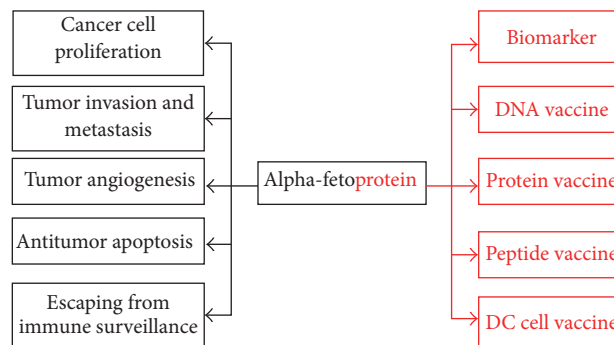 Cancer cell
proliferation
Tumor invasion and
metastasis
Tumor angiogenesis
Antitumor apoptosis
Escaping from
immune surveillance
Alpha-fetoprotein
Biomarker
DNA vaccine
Protein vaccine
Peptide vaccine
DC cell vaccine